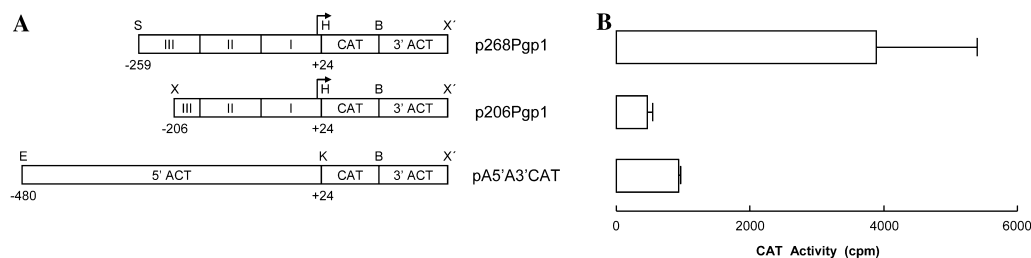 A
S H B X´
III II I CAT 3' ACT
-259 +24
p268Pgp1
X H B X´
III II I CAT 3' ACT
-206 +24
p206Pgp1
E K B X´
5' ACT CAT 3' ACT
-480 +24
pA5'A3'CAT
B
0 2000 4000 6000
CAT Activity (cpm)